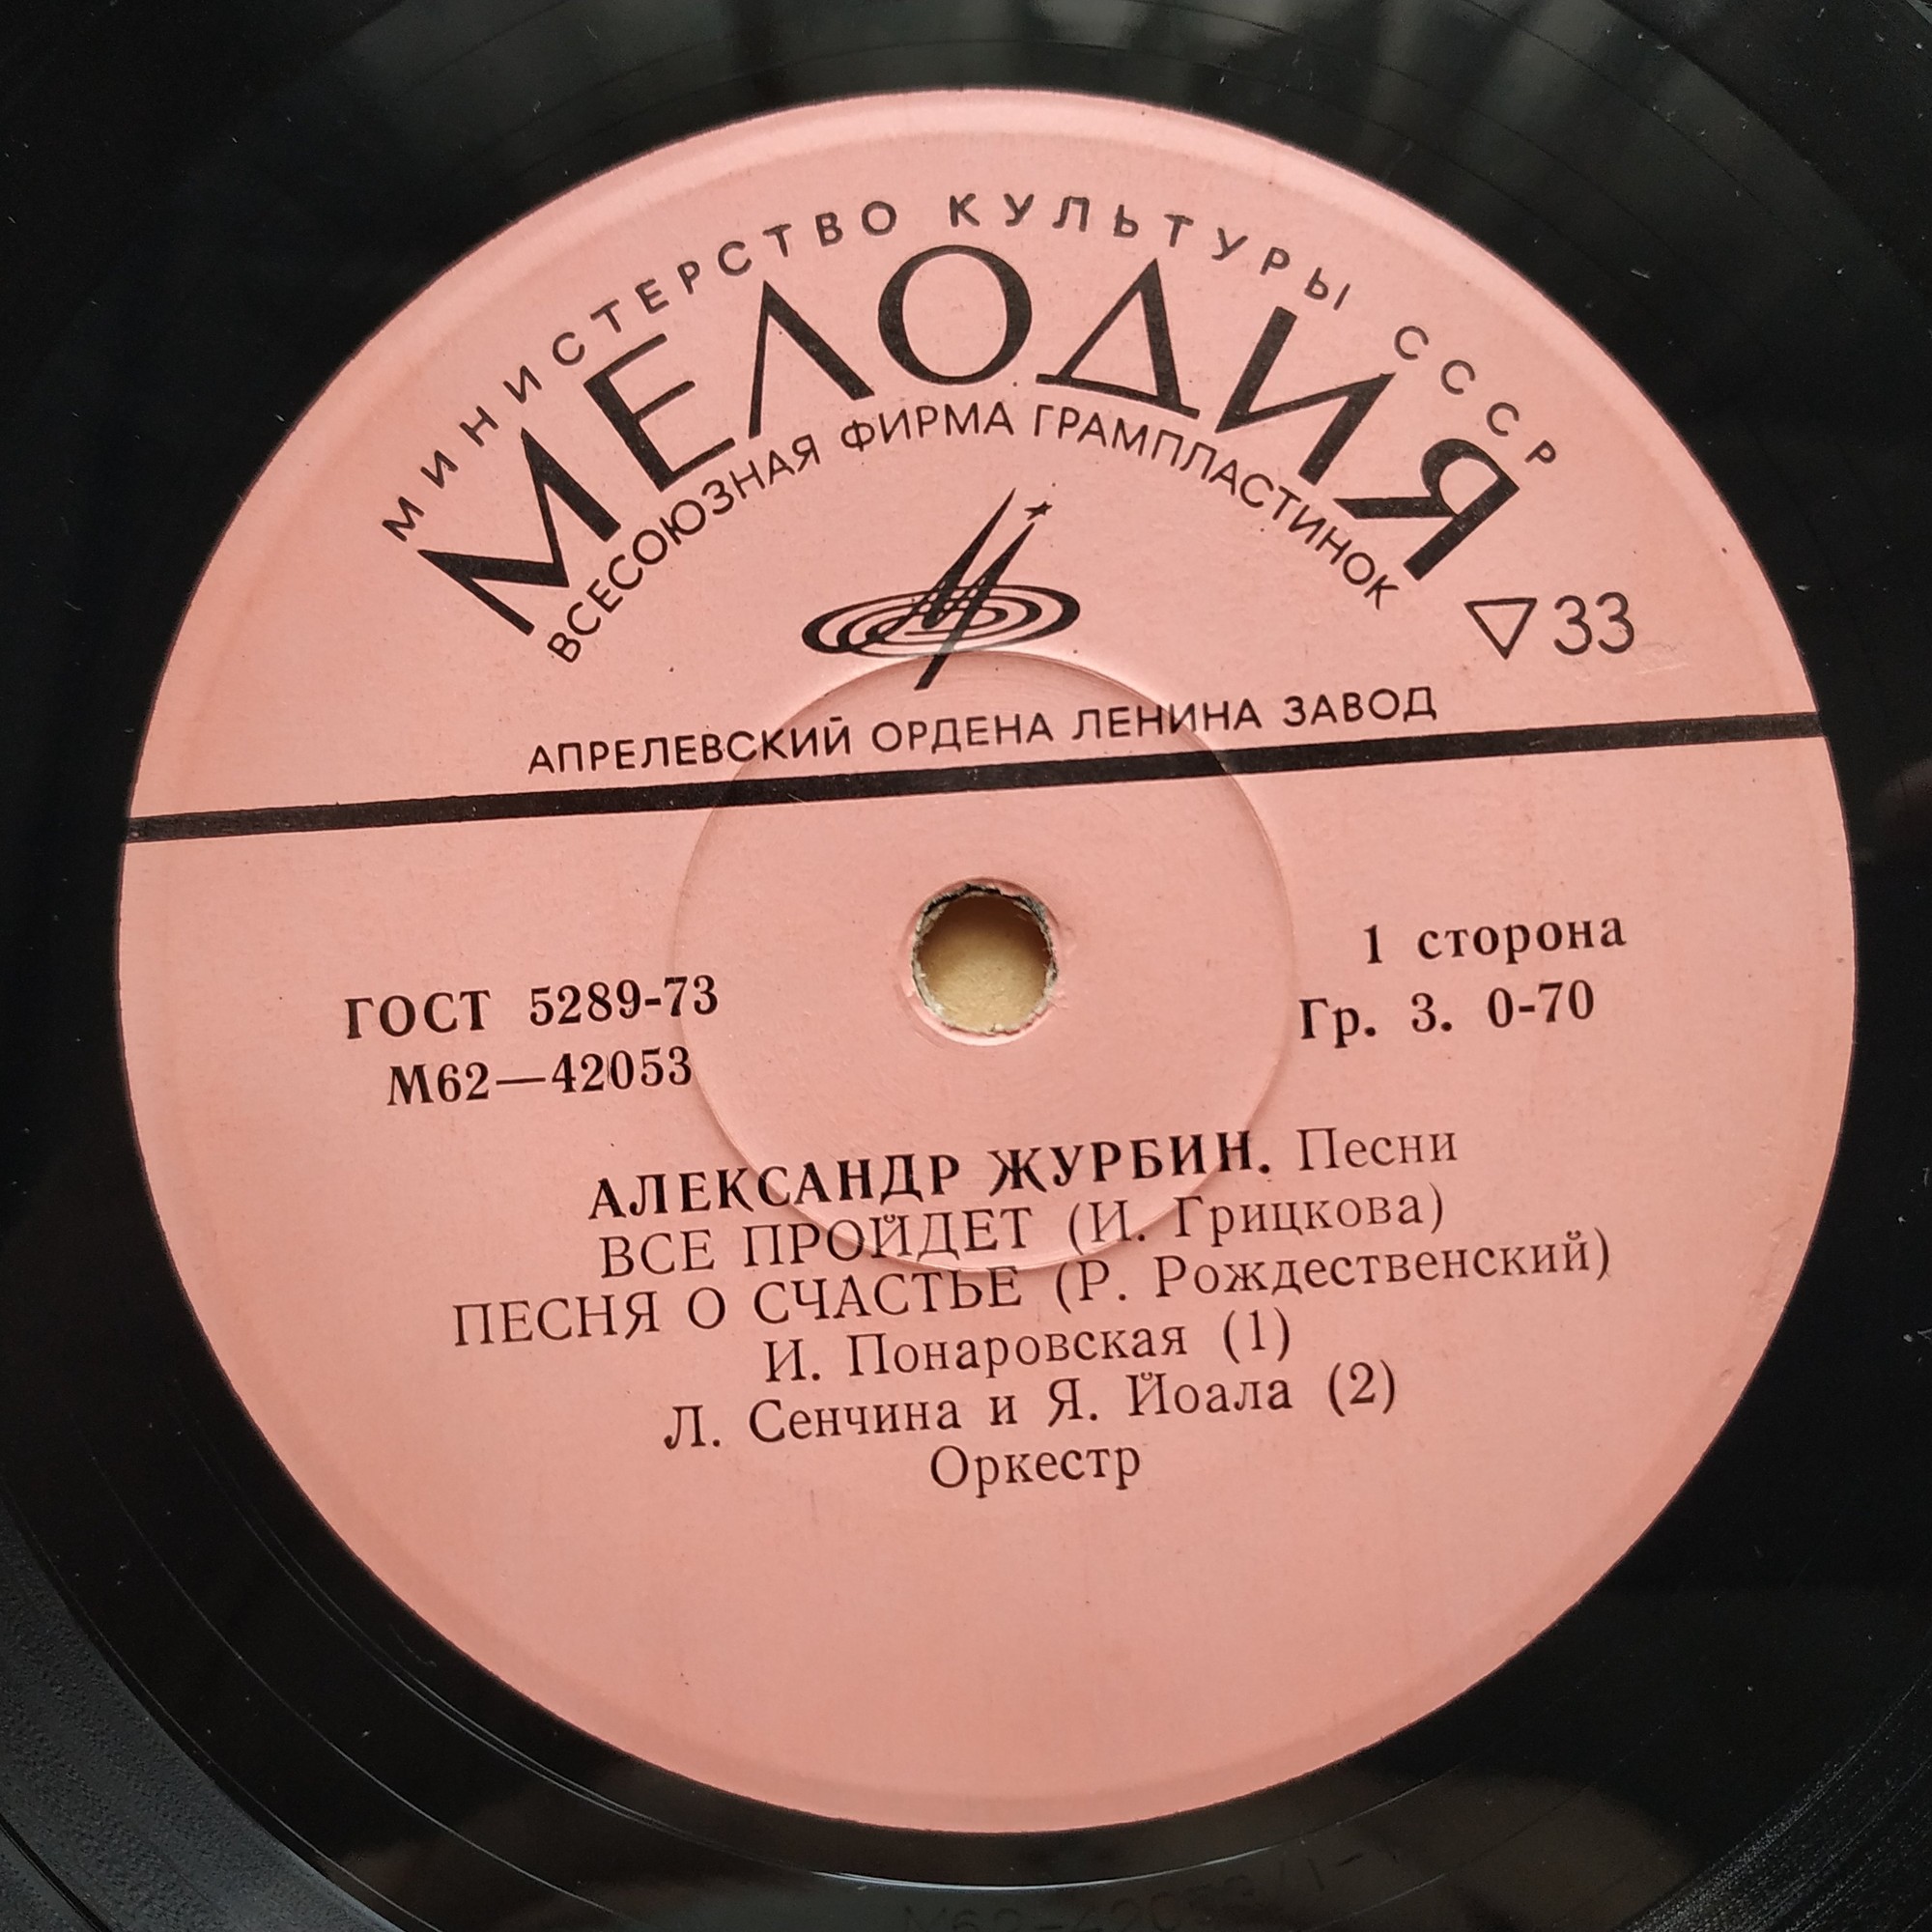 МИНИСТЕРСТВО КУЛЬТУРЫ СССР
МЕЛОДИЯ
ВСЕСОЮЗНАЯ ФИРМА ГРАМПЛАСТИНОК
33
АПРЕЛЕВСКИЙ ОРДЕНА ЛЕНИНА ЗАВОД
1 сторона
ГОСТ 5289-73
Гр. 3. 0-70
М62—42053
АЛЕКСАНДР ЖУРБИН. Песни
ВСЕ ПРОЙДЕТ (И. Грицкова)
ПЕСНЯ О СЧАСТЬЕ (Р. Рождественский)
И. Понаровская (1)
Л. Сенчина и Я. Йоала (2)
Оркестр